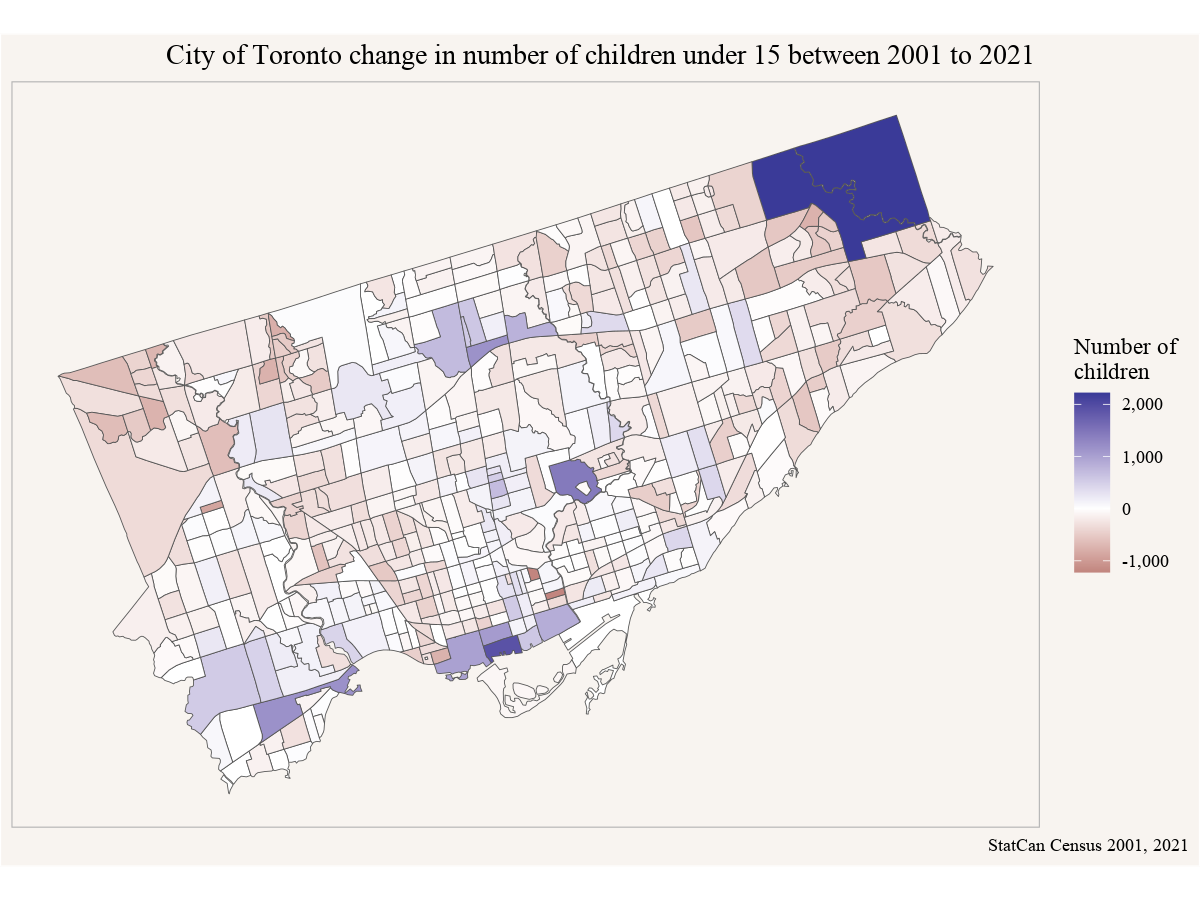 City of Toronto change in number of children under 15 between 2001 to 2021
Number of
children
2,000
1,000
0
-1,000
StatCan Census 2001, 2021